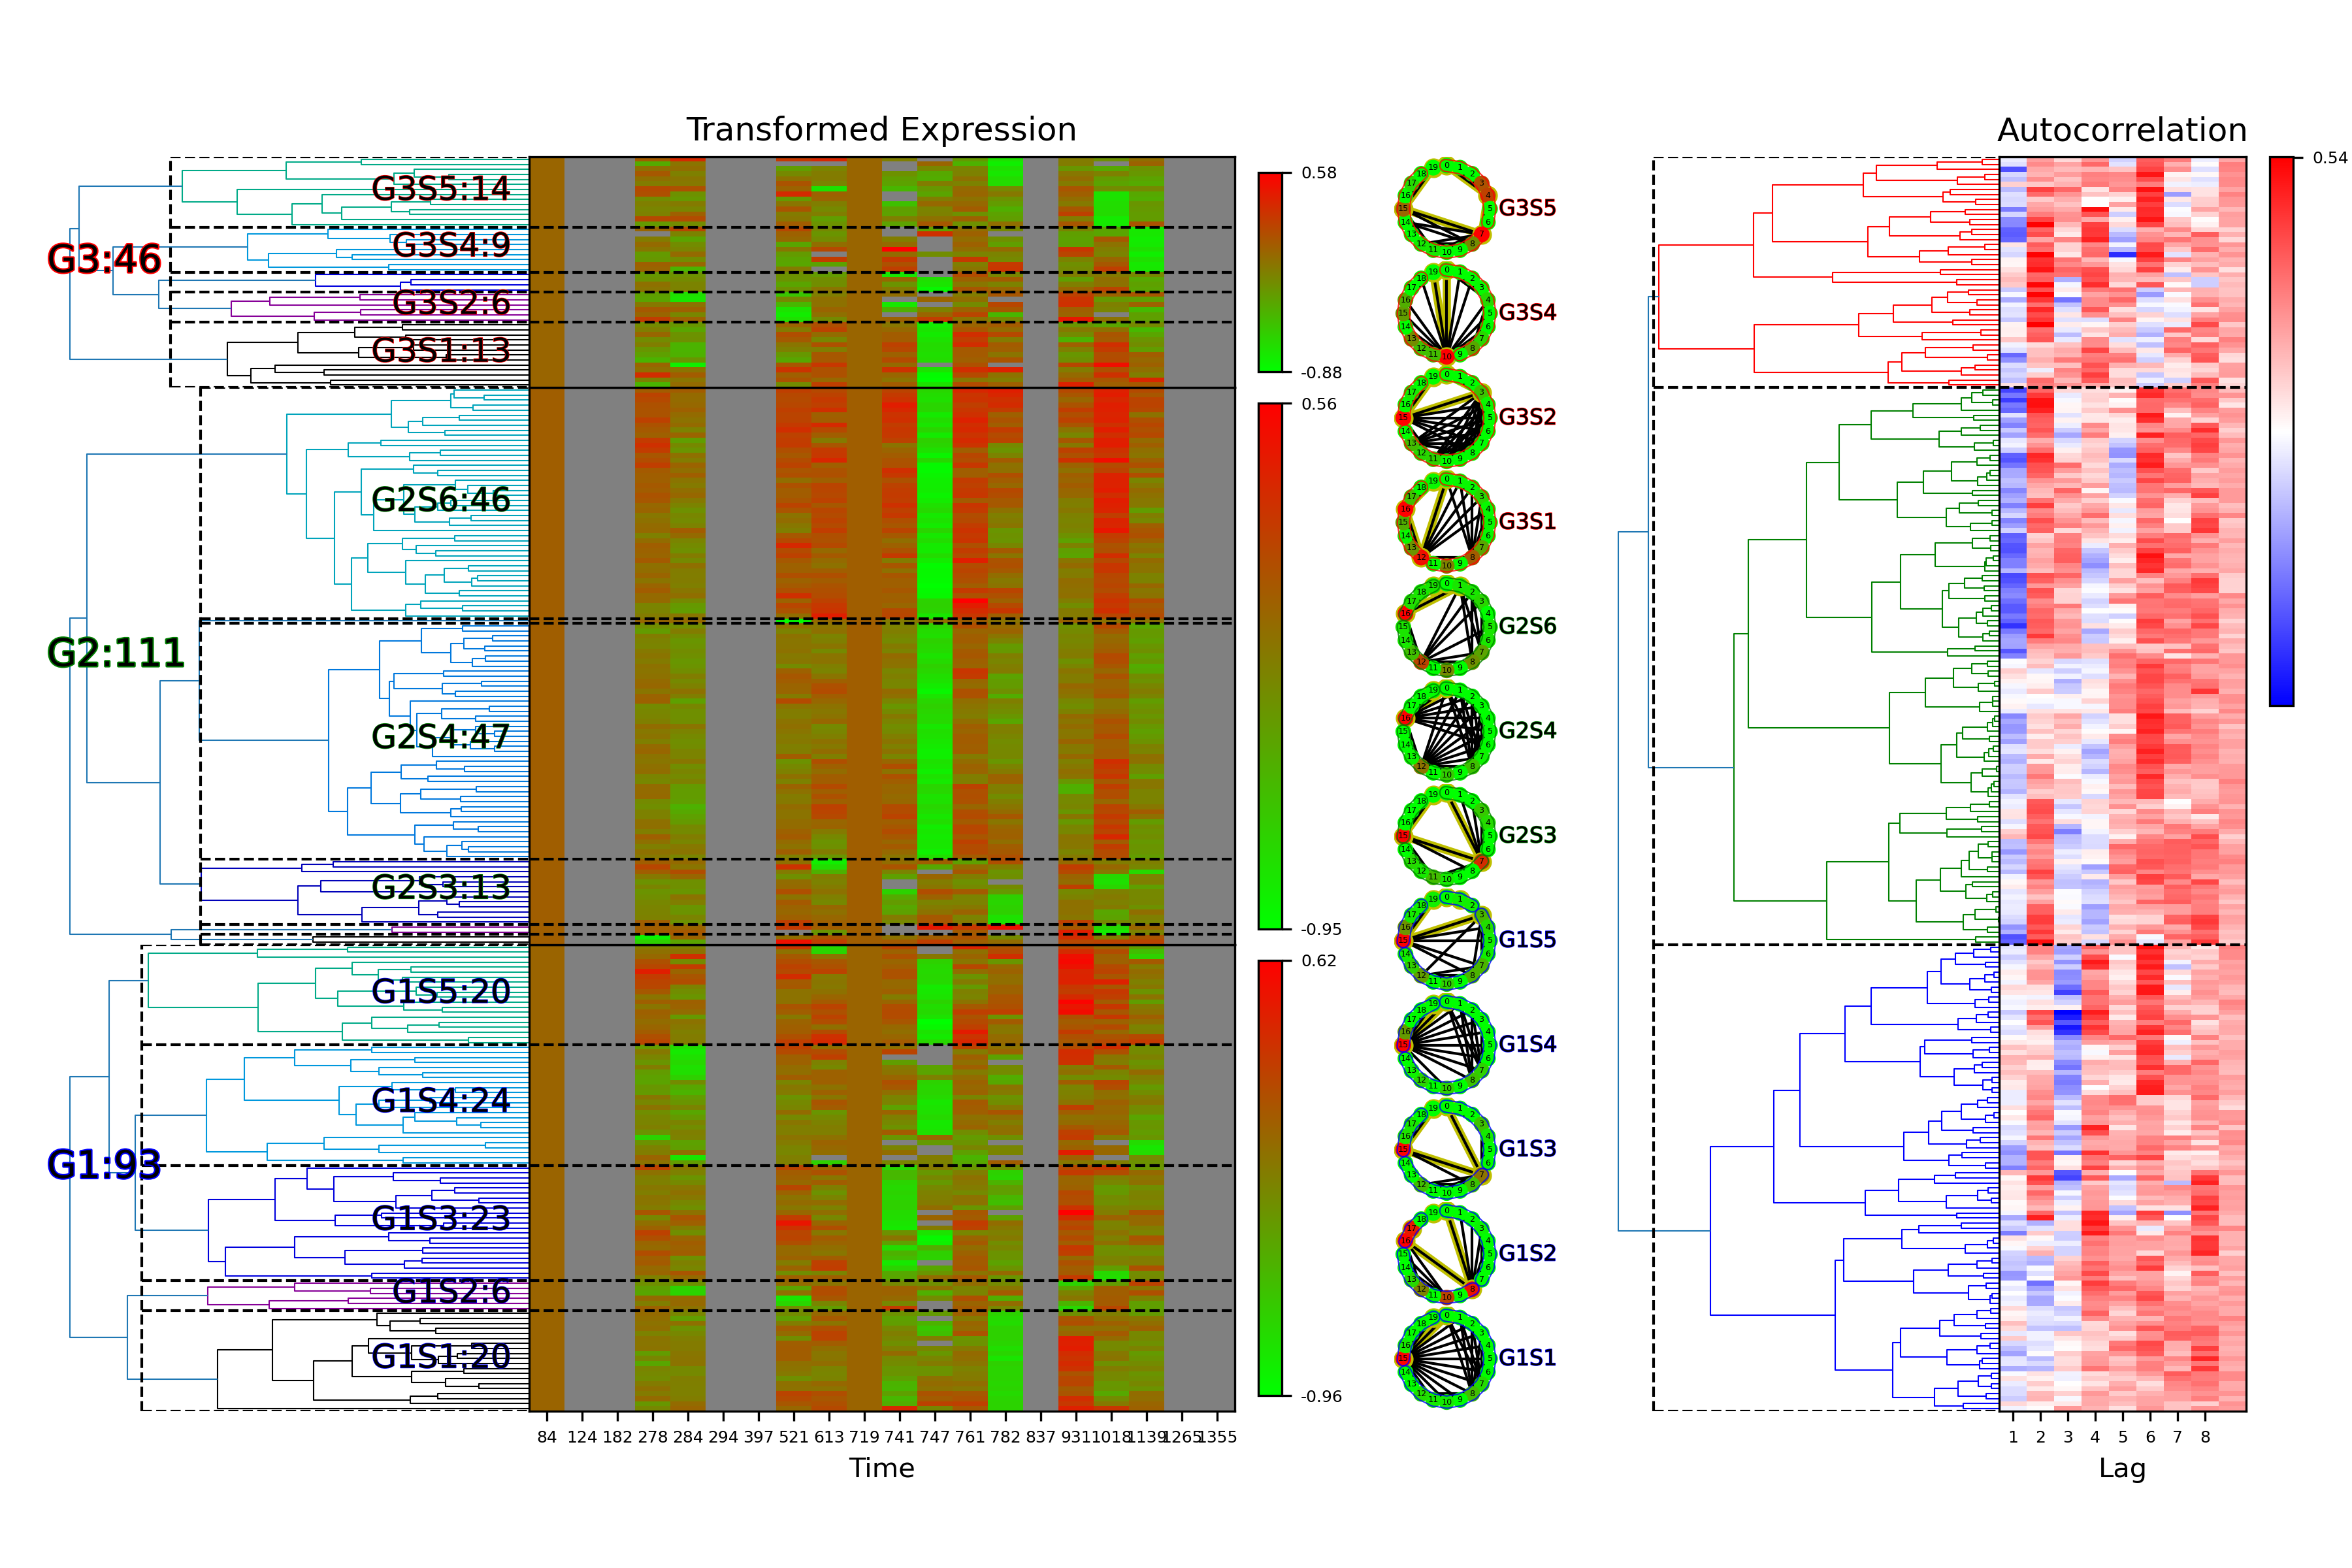 Transformed Expression
Autocorrelation
G3:46
G3S5:14
G3S4:9
G3S2:6
G3S1:13
G2:111
G2S6:46
G2S4:47
G2S3:13
G1:93
G1S5:20
G1S4:24
G1S3:23
G1S2:6
G1S1:20
0.58
-0.88
0.56
-0.95
0.62
-0.96
G3S5
G3S4
G3S2
G3S1
G2S6
G2S4
G2S3
G1S5
G1S4
G1S3
G1S2
G1S1
0.54
84 124 182 278 284 294 397 521 613 719 741 747 761 782 837 931 1018 1139 1265 1355
Time
1 2 3 4 5 6 7 8
Lag